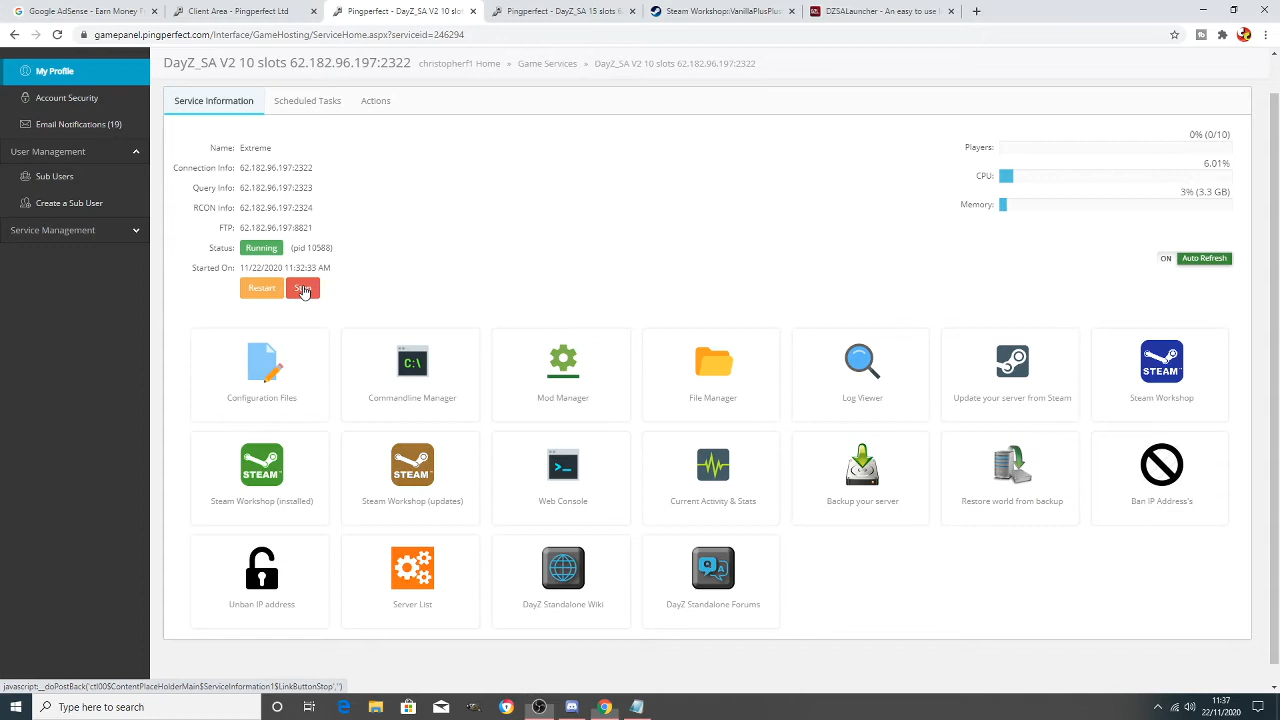 Google AdSense - Earn Money Fr
Client Area - Pingperfect Ltd
Pingperfect - DayZ_SA V2 10 slot
Pingperfect - DayZ_SA 15 slots 6
Steam Workshop::VanillaPlusPlus
DZSALauncher - An easy to use l
gamepanel.pingperfect.com/Interface/GameHosting/ServiceHome.aspx?serviceid=246294
DayZ_SA V2 10 slots 62.182.96.197:2322 christopherf1 Home » Game Services » DayZ_SA V2 10 slots 62.182.96.197:2322
My Profile
Account Security
Email Notifications (19)
User Management
Sub Users
Create a Sub User
Service Management
Service Information Scheduled Tasks Actions
Name: Extreme
Connection Info: 62.182.96.197:2322
Query Info: 62.182.96.197:2323
RCON Info: 62.182.96.197:2324
FTP: 62.182.96.197:8821
Status: Running (pid 10588)
Started On: 11/22/2020 11:32:33 AM
Restart
0% (0/10)
Players:
6.01%
CPU:
3% (3.3 GB)
Memory:
ON Auto Refresh
C:\
STEAM
Configuration Files Commandline Manager Mod Manager File Manager Log Viewer Update your server from Steam Steam Workshop
STEAM STEAM
Steam Workshop (installed) Steam Workshop (updates) Web Console Current Activity & Stats Backup your server Restore world from backup Ban IP Address's
Q A
Unban IP address Server List DayZ Standalone Wiki DayZ Standalone Forums
javascript:__doPostBack('ctl00$ContentPlaceHolderMain$ServiceInformation1$LinkButtonStop','')
Type here to search
11:37
22/11/2020